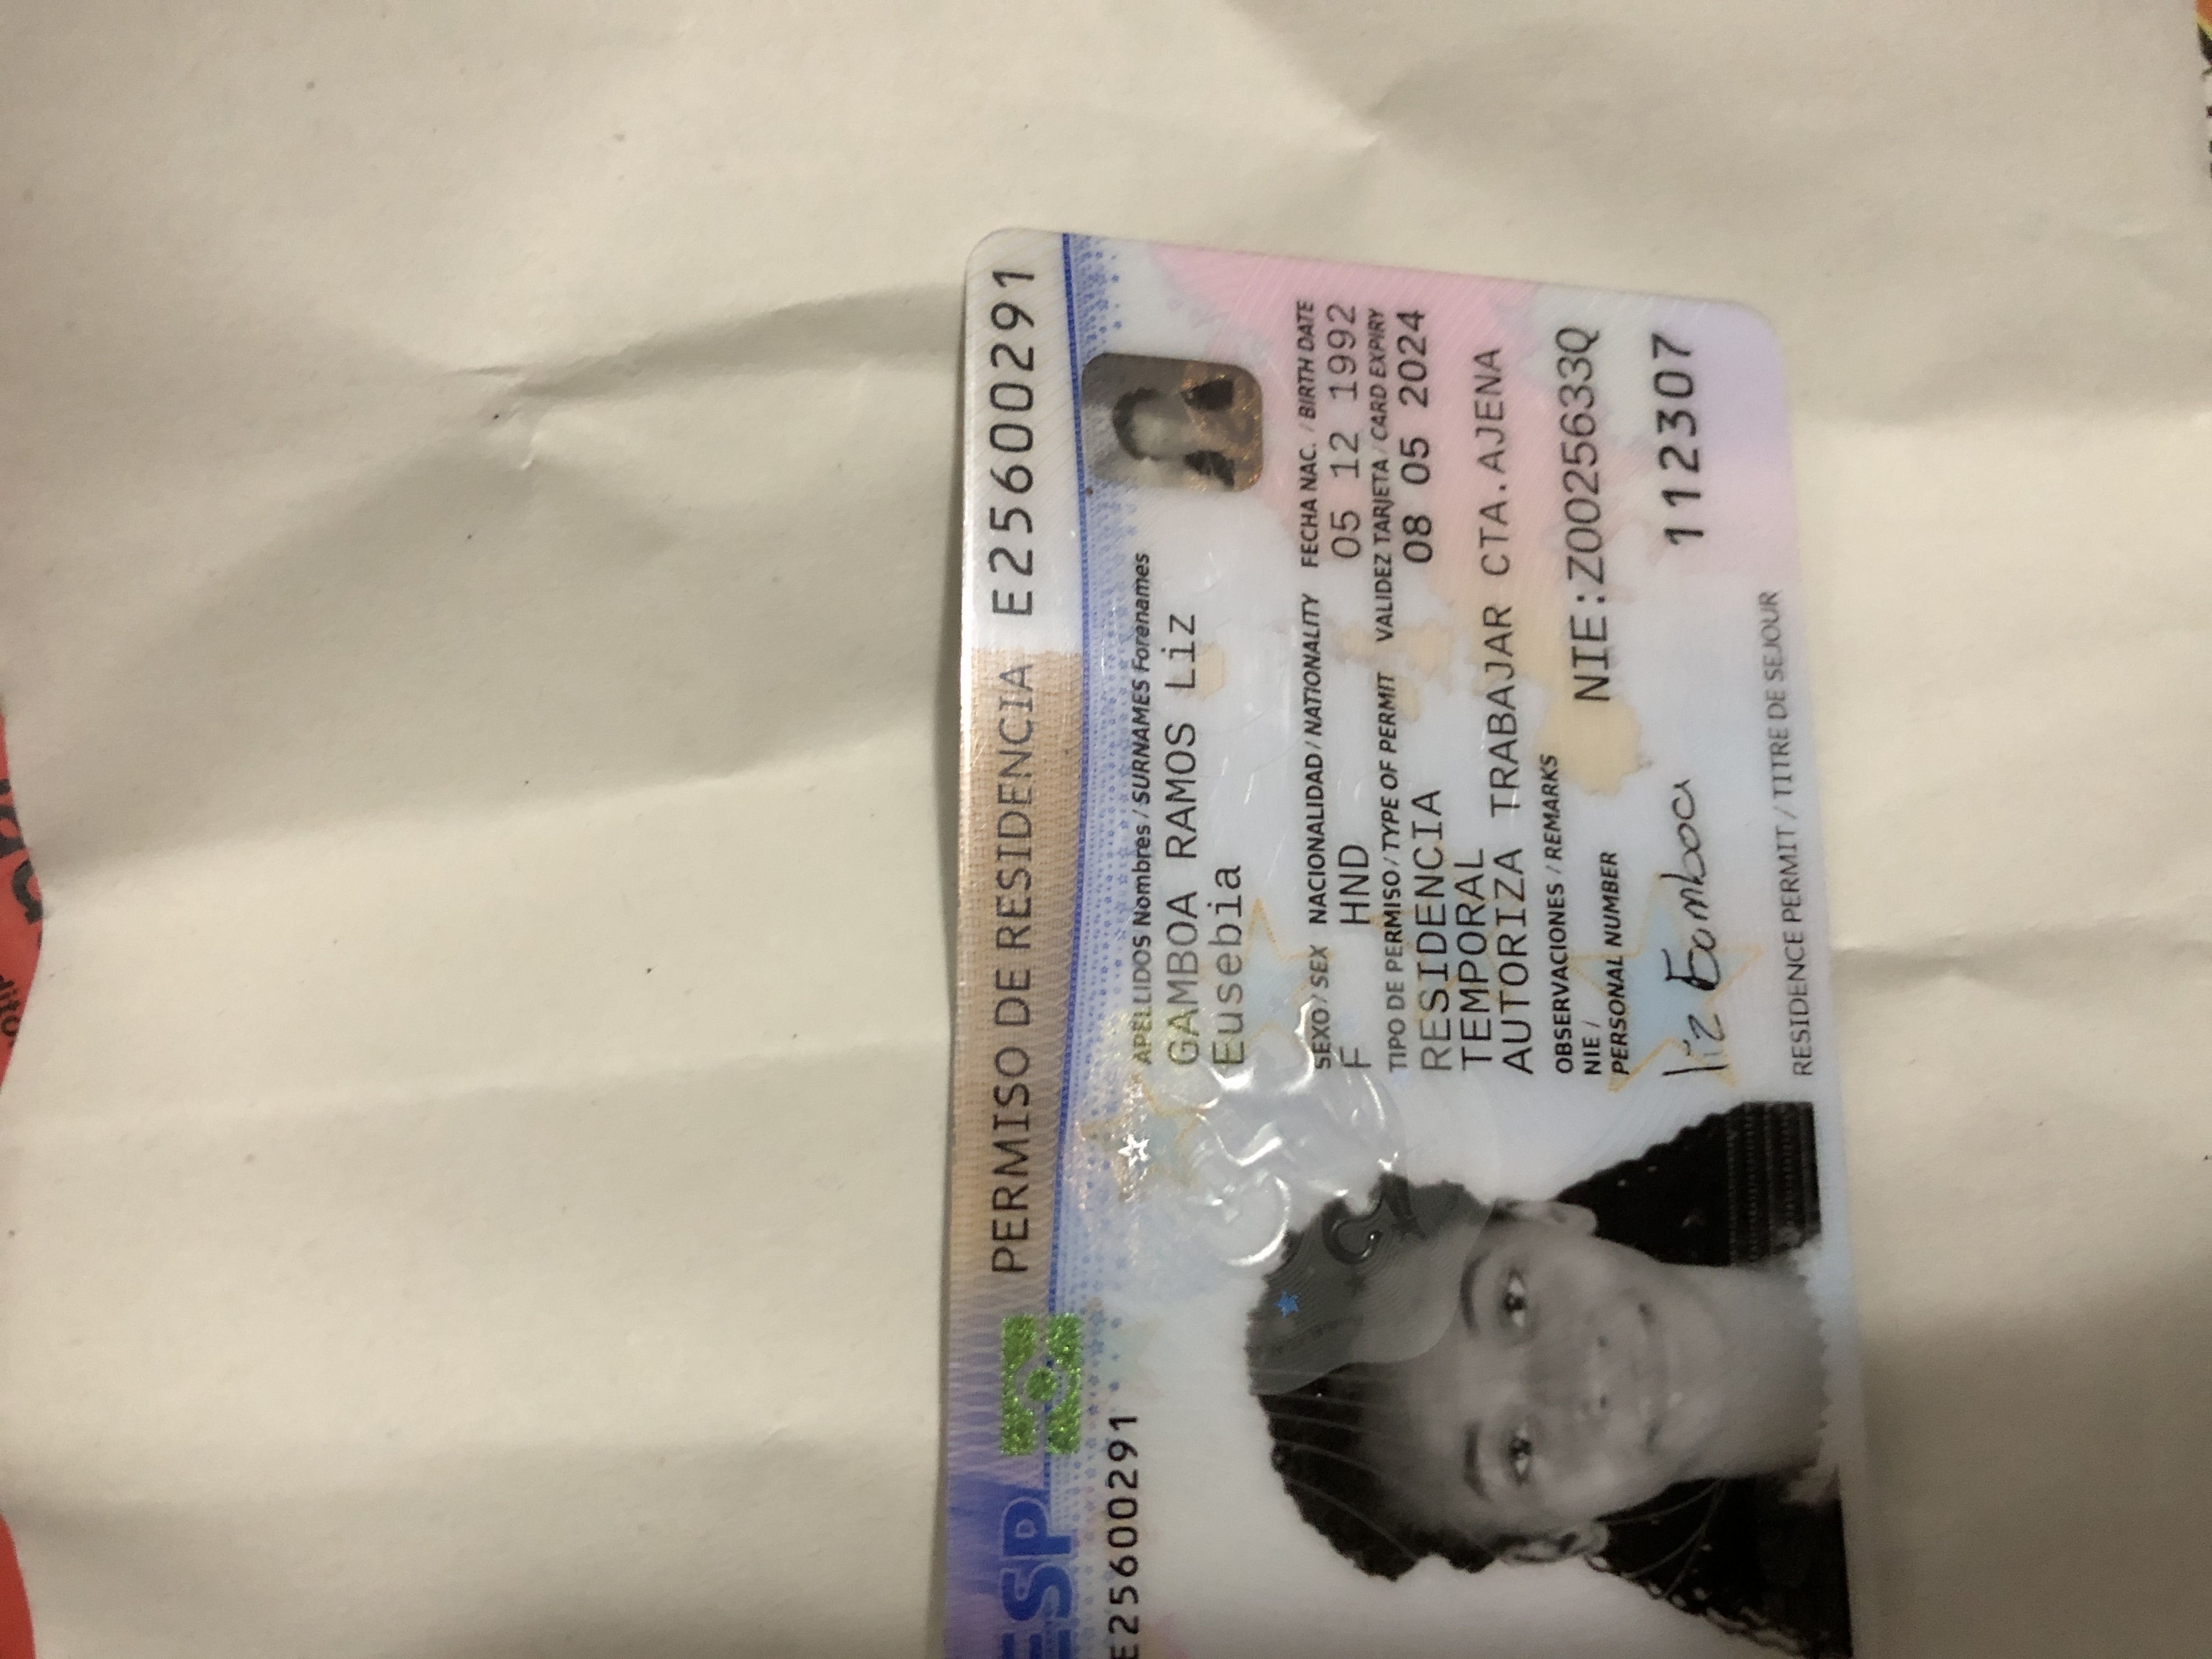 ESP PERMISO DE RESIDENCIA E25600291
E25600291
APELLIDOS Nombres / SURNAMES Forenames
GAMBOA RAMOS Liz
Eusebia
SEXO / SEX NACIONALIDAD / NATIONALITY FECHA NAC. / BIRTH DATE
F HND 05 12 1992
TIPO DE PERMISO / TYPE OF PERMIT VALIDEZ TARJETA / CARD EXPIRY
RESIDENCIA 08 05 2024
TEMPORAL
AUTORIZA TRABAJAR CTA.AJENA
OBSERVACIONES / REMARKS
NIE / NIE:Z0025633Q
PERSONAL NUMBER
liz Gamboa
112307
RESIDENCE PERMIT / TITRE DE SEJOUR